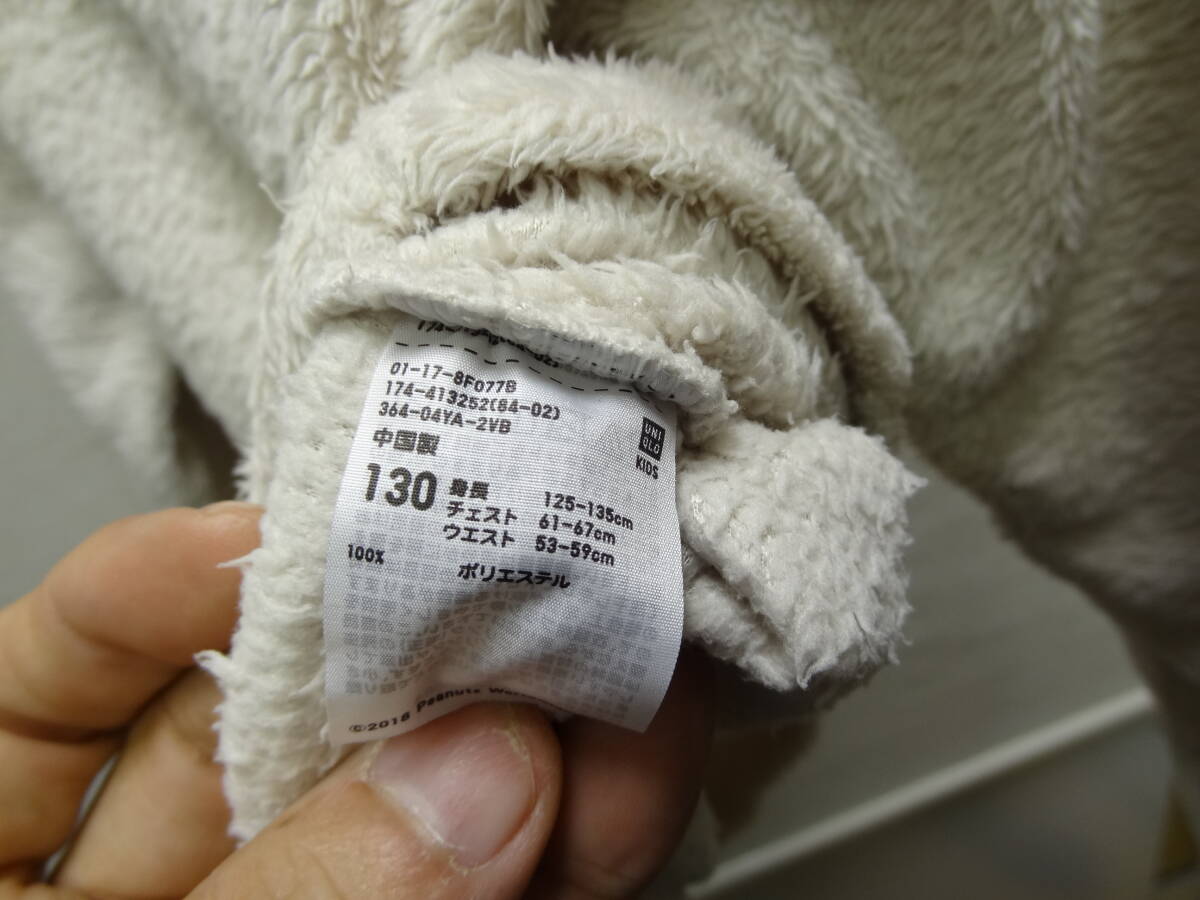 01-17-8F077B
174-413252(64-02)
364-04YA-2VB
UNI
QLO
KIDS
中国製
130
身長 125-135cm
チェスト 61-67cm
ウエスト 53-59cm
100% ポリエステル
©2018 Peanuts